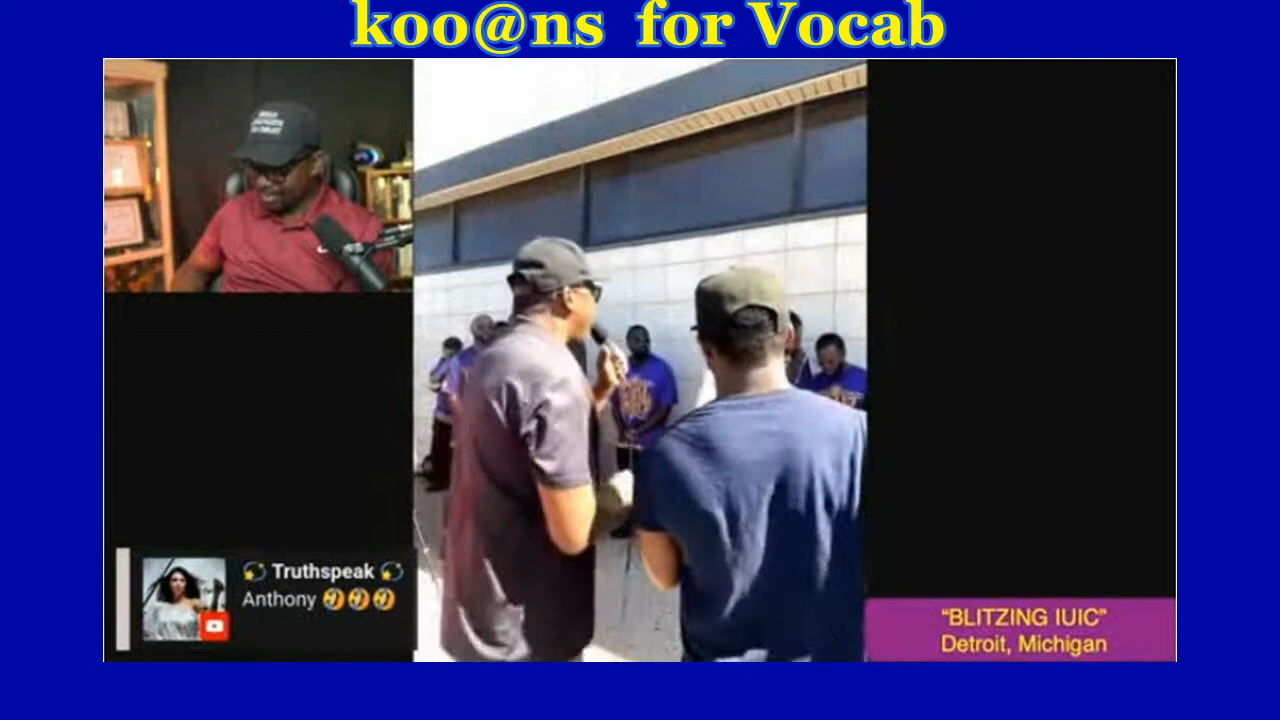 koo@ns for Vocab
💫 Truthspeak 💫
Anthony 🤣🤣🤣
“BLITZING IUIC”
Detroit, Michigan